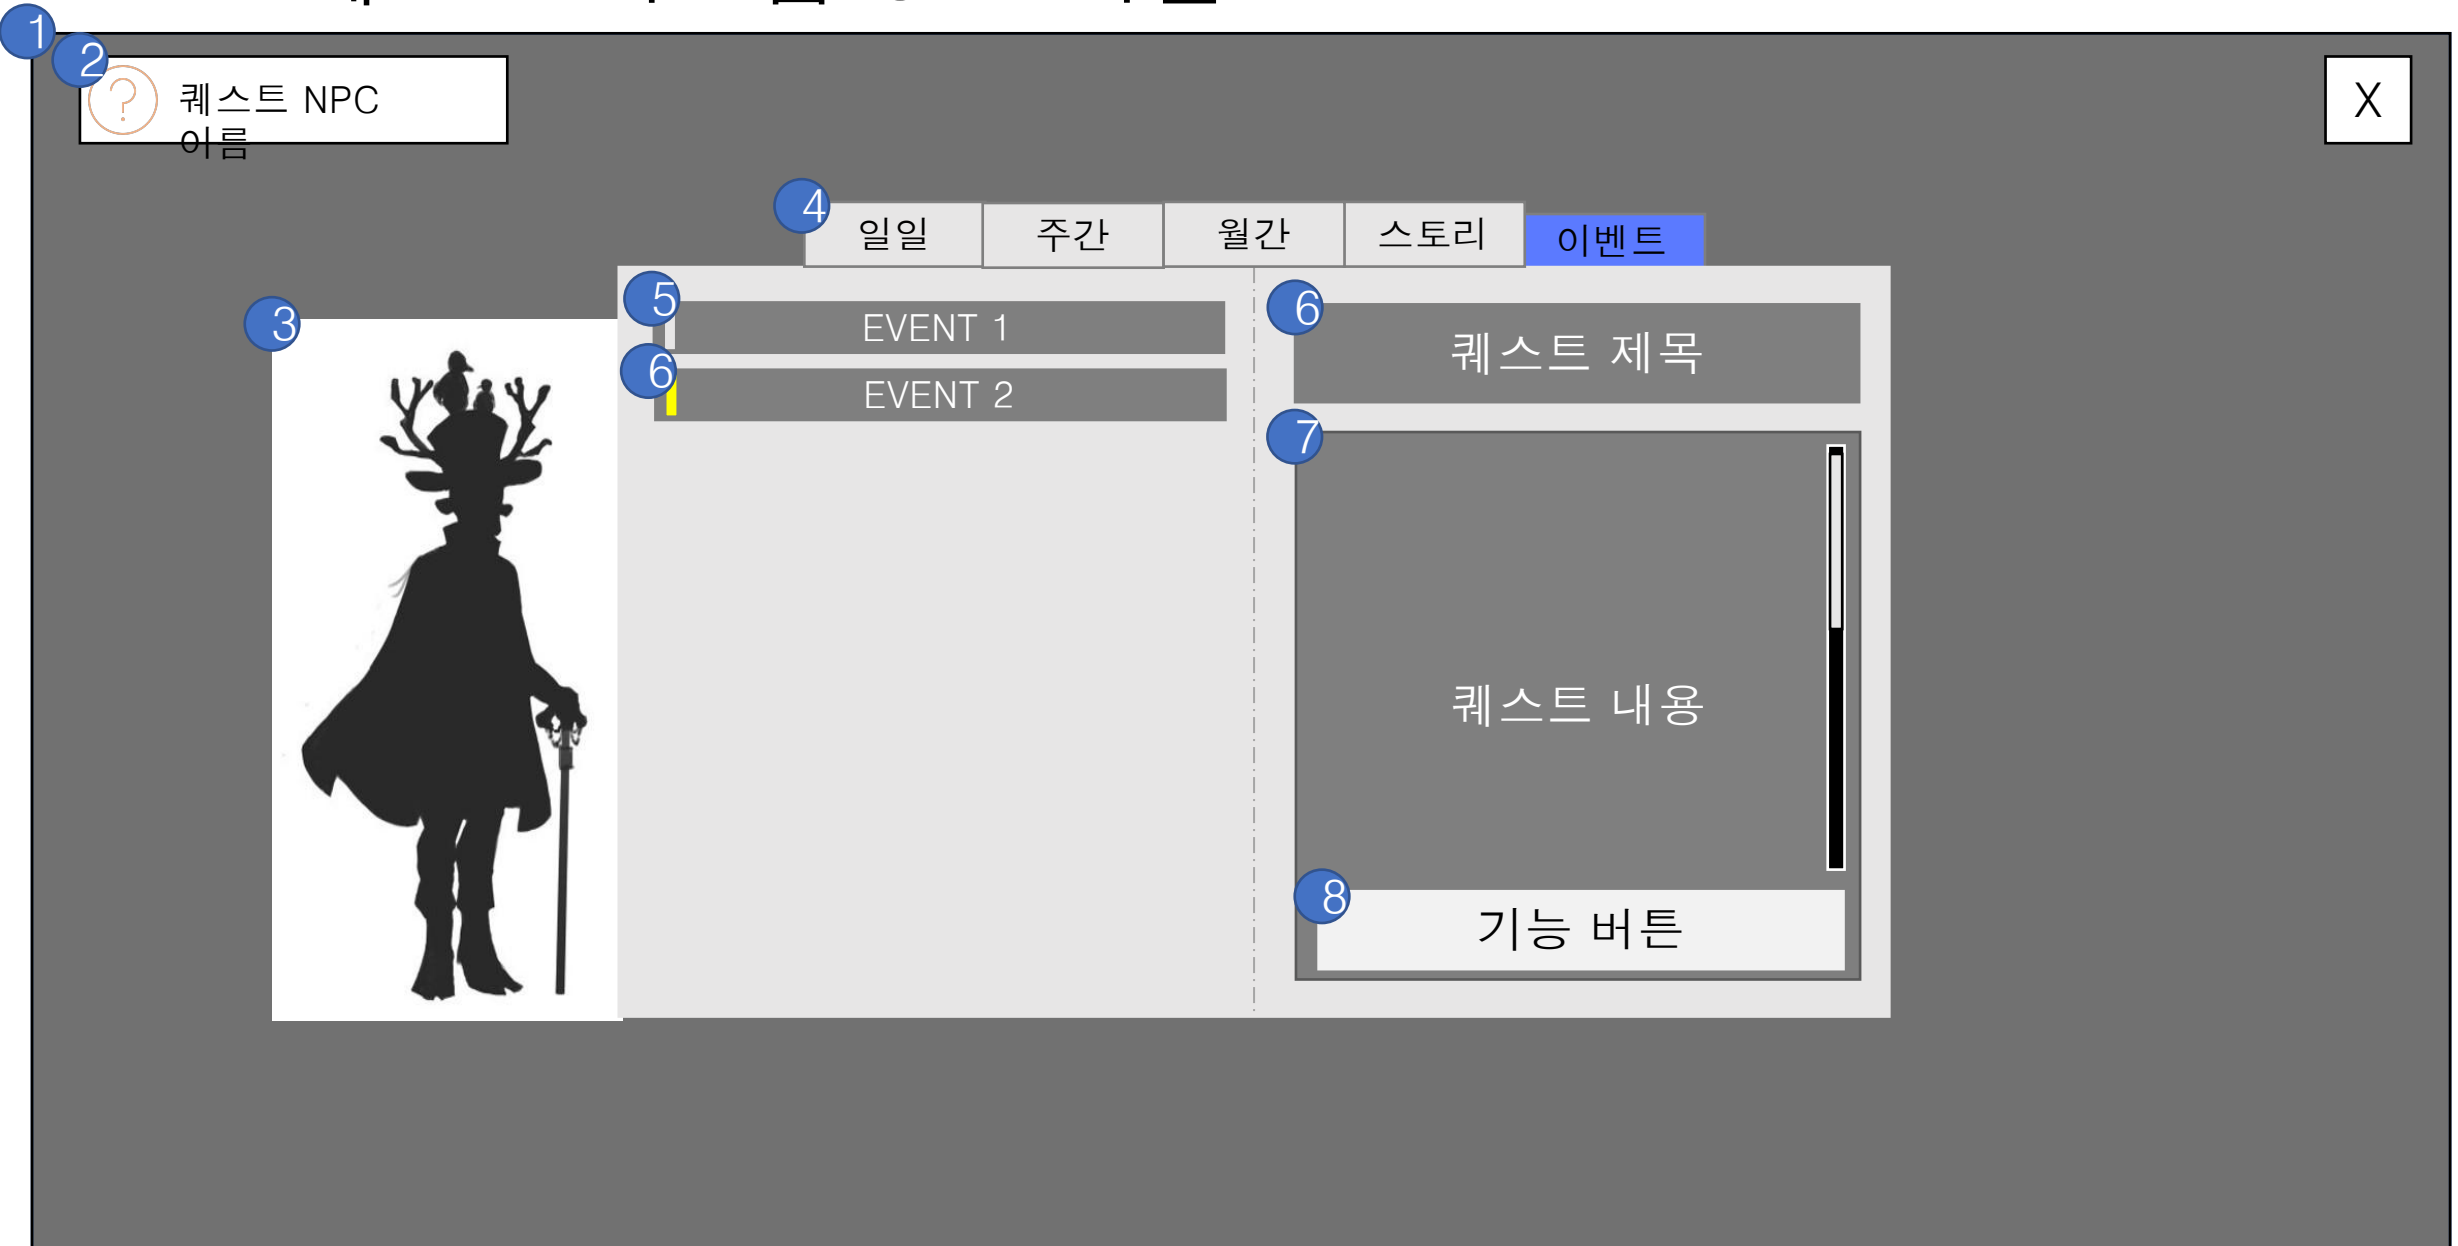 1
2
?
퀘스트 NPC
이름
X
4
일일
주간
월간
스토리
이벤트
3
5
EVENT 1
6
EVENT 2
6
퀘스트 제목
7
퀘스트 내용
8
기능 버튼